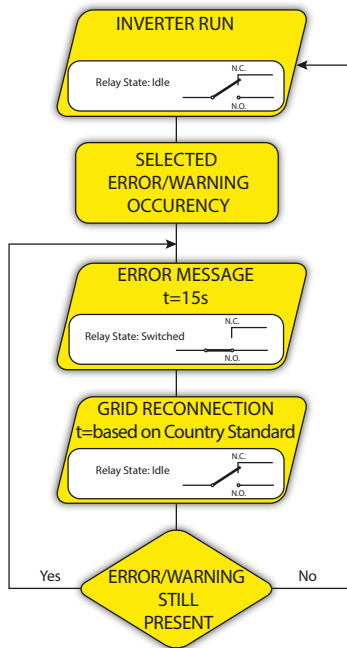 INVERTER RUN
N.C.
Relay State: Idle
N.O.
SELECTED
ERROR/WARNING
OCCURENCY
ERROR MESSAGE
t=15s
N.C.
Relay State: Switched
N.O.
GRID RECONNECTION
t=based on Country Standard
N.C.
Relay State: Idle
N.O.
Yes
ERROR/WARNING
STILL
PRESENT
No